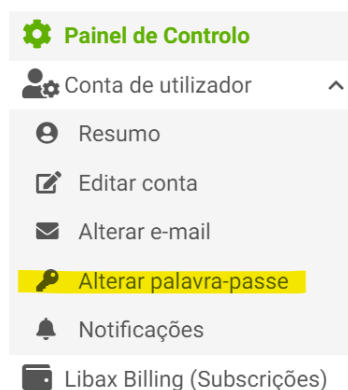 Painel de Controlo
Conta de utilizador
Resumo
Editar conta
Alterar e-mail
Alterar palavra-passe
Notificações
Libax Billing (Subscrições)